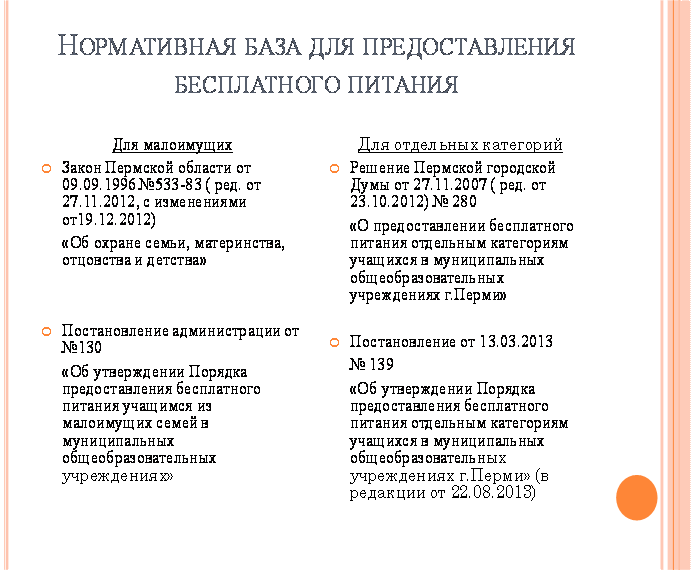 Нормативная база для предоставления
бесплатного питания
Для малоимущих
Закон Пермской области от
09.09.1996№533-83 ( ред. от
27.11.2012, с изменениями
от19.12.2012)
«Об охране семьи, материнства,
отцовства и детства»
Постановление администрации от
№130
«Об утверждении Порядка
предоставления бесплатного
питания учащимся из
малоимущих семей в
муниципальных
общеобразовательных
учреждениях»
Для отдельных категорий
Решение Пермской городской
Думы от 27.11.2007 ( ред. от
23.10.2012) № 280
«О предоставлении бесплатного
питания отдельным категориям
учащихся в муниципальных
общеобразовательных
учреждениях г.Перми»
Постановление от 13.03.2013
№ 139
«Об утверждении Порядка
предоставления бесплатного
питания отдельным категориям
учащихся в муниципальных
общеобразовательных
учреждениях г.Перми» (в
редакции от 22.08.2013)